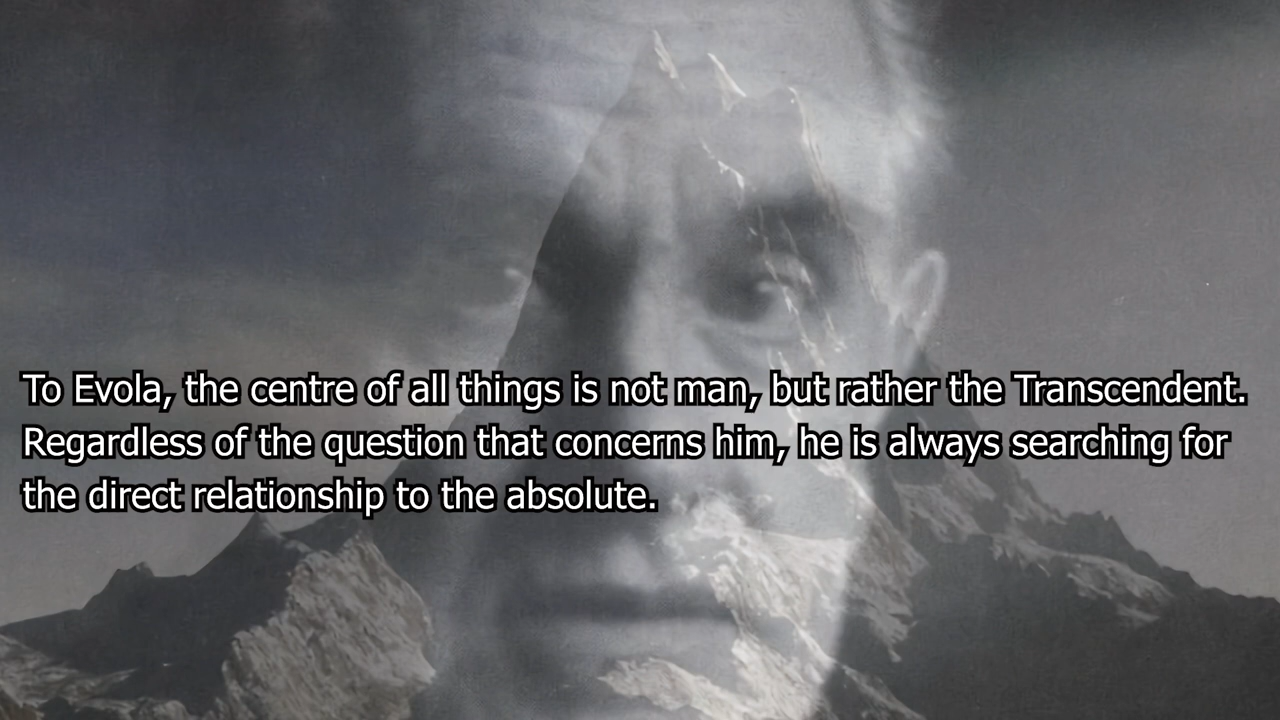 To Evola, the centre of all things is not man, but rather the Transcendent.
Regardless of the question that concerns him, he is always searching for
the direct relationship to the absolute.